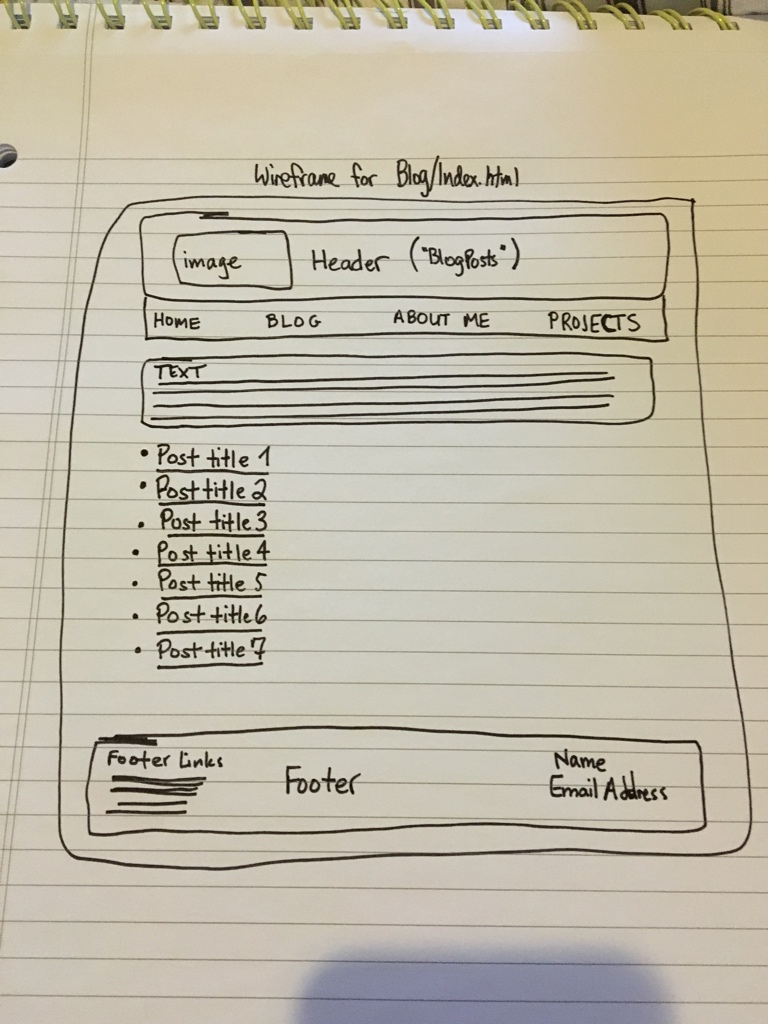 Wireframe for Blog/Index.html
image Header ("BlogPosts")
HOME BLOG ABOUT ME PROJECTS
TEXT
• Post title 1
• Post title 2
• Post title 3
• Post title 4
• Post title 5
• Post title 6
• Post title 7
Footer Links
Footer
Name
Email Address